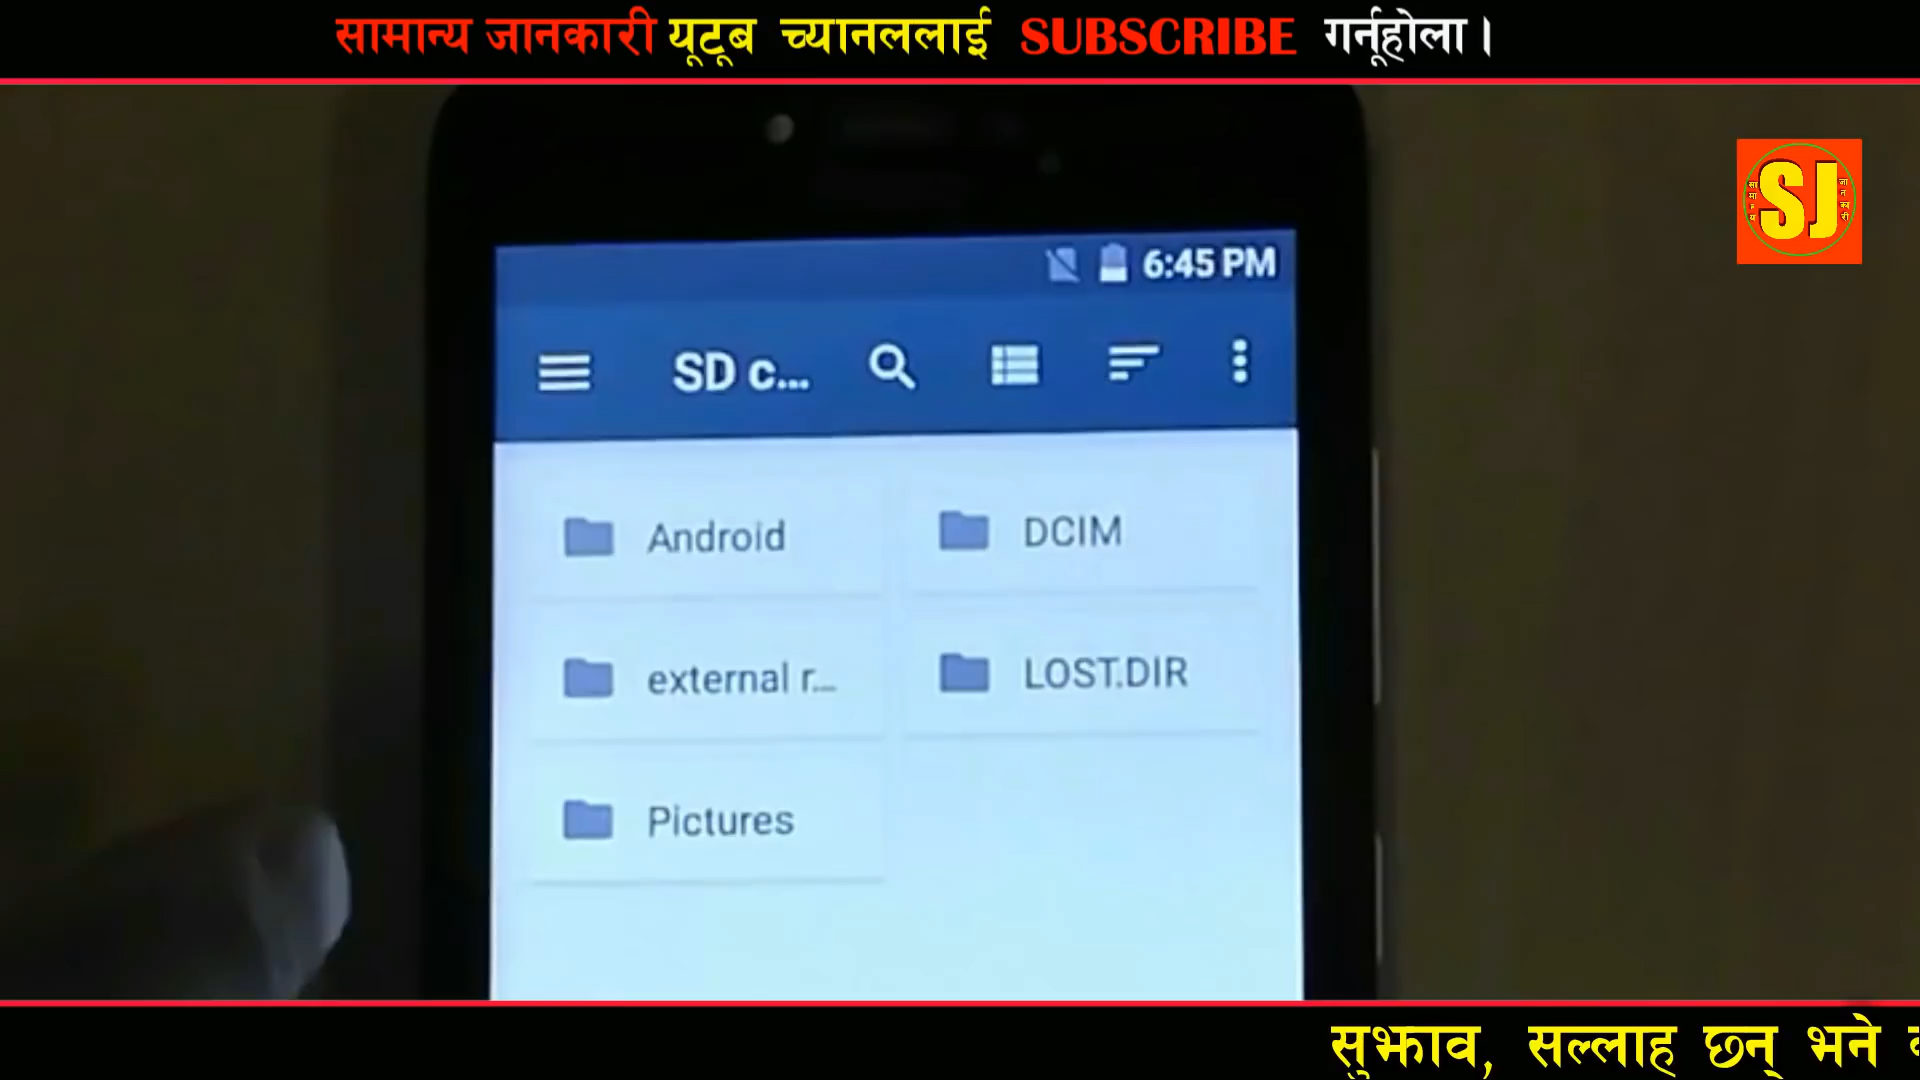 सामान्य जानकारी यूटूब च्यानललाई SUBSCRIBE गर्नूहोला।
SJ
6:45 PM
SD c...
Android
DCIM
external r...
LOST.DIR
Pictures
सुझाव, सल्लाह छन् भने